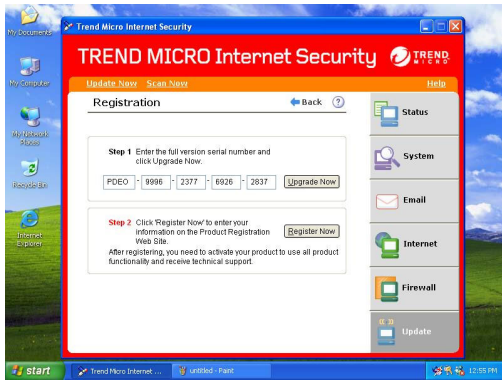 My Documents
My Computer
My Network
Places
Recycle Bin
Internet
Explorer
Trend Micro Internet Security
TREND MICRO Internet Security
TREND
MICRO
Update Now Scan Now Help
Registration
Back ?
Step 1 Enter the full version serial number and
click Upgrade Now.
PDEO - 9996 - 2377 - 6926 - 2837 Upgrade Now
Step 2 Click 'Register Now' to enter your
information on the Product Registration
Web Site.
Register Now
After registering, you need to activate your product to use all product
functionality and receive technical support.
Status
System
Email
Internet
Firewall
Update
start
Trend Micro Internet ...
untitled - Paint
12:55 PM